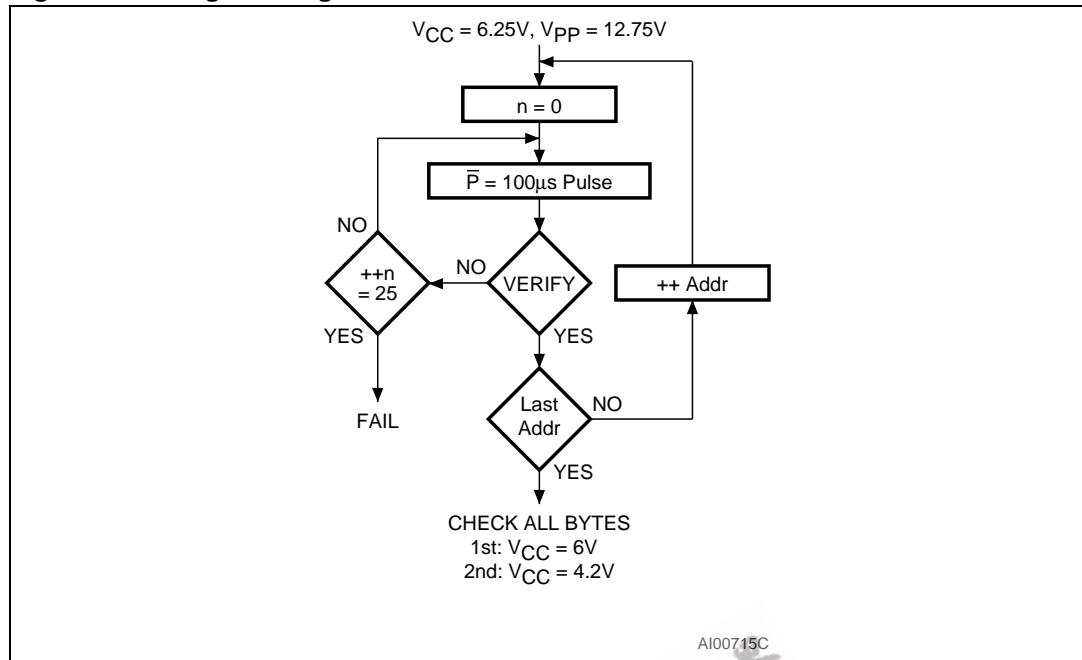 VCC = 6.25V, VPP = 12.75V
n = 0
P̅ = 100μs Pulse
NO
++n
= 25
NO
VERIFY
++ Addr
YES
YES
FAIL
Last
Addr
NO
YES
CHECK ALL BYTES
1st: VCC = 6V
2nd: VCC = 4.2V
AI00715C